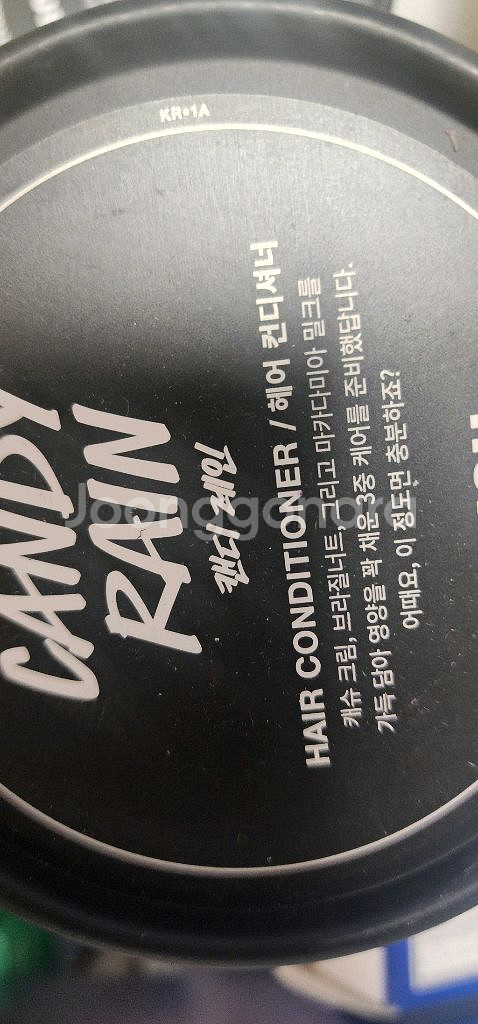 KR•1A
CANDY
RAIN
캔디 레인
HAIR CONDITIONER / 헤어 컨디셔너
캐슈 크림, 브라질너트, 그리고 마카다미아 밀크를
가득 담아 영양을 꽉 채운 3중 케어를 준비했답니다.
어때요, 이 정도면 충분하죠?
Joonggonara